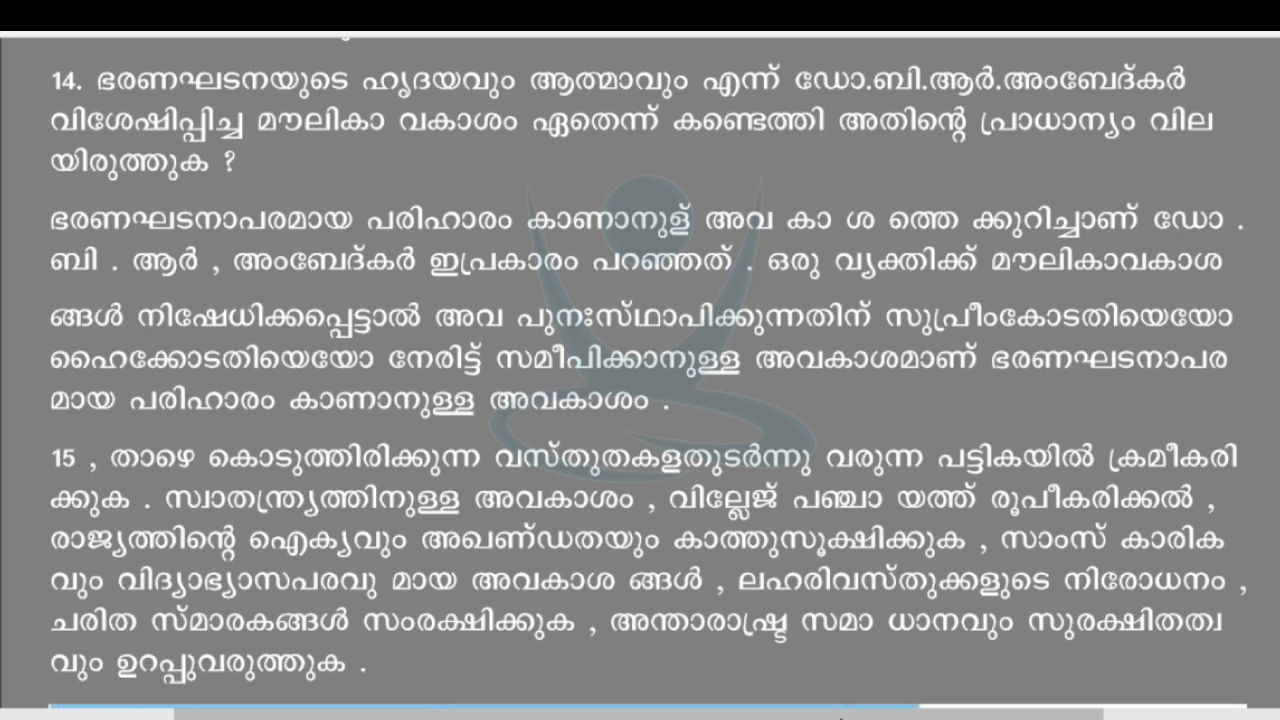 14. ഭരണഘടനയുടെ ഹൃദയവും ആത്മാവും എന്ന് ഡോ.ബി.ആർ.അംബേദ്കർ
വിശേഷിപ്പിച്ച മൗലികാ വകാശം ഏതെന്ന് കണ്ടെത്തി അതിന്റെ പ്രാധാന്യം വില
യിരുത്തുക ?
ഭരണഘടനാപരമായ പരിഹാരം കാണാനുള്ള് അവ കാ ശ ത്തെ ക്കുറിച്ചാണ് ഡോ .
ബി . ആർ , അംബേദ്കർ ഇപ്രകാരം പറഞ്ഞത് . ഒരു വ്യക്തിക്ക് മൗലികാവകാശ
ങ്ങൾ നിഷേധിക്കപ്പെട്ടാൽ അവ പുനഃസ്ഥാപിക്കുന്നതിന് സുപ്രീംകോടതിയെയോ
ഹൈക്കോടതിയെയോ നേരിട്ട് സമീപിക്കാനുള്ള അവകാശമാണ് ഭരണഘടനാപര
മായ പരിഹാരം കാണാനുള്ള അവകാശം .
15 , താഴെ കൊടുത്തിരിക്കുന്ന വസ്തുതകളതുടർന്നു വരുന്ന പട്ടികയിൽ ക്രമീകരി
ക്കുക . സ്വാതന്ത്ര്യത്തിനുള്ള അവകാശം , വില്ലേജ് പഞ്ചാ യത്ത് രൂപീകരിക്കൽ ,
രാജ്യത്തിന്റെ ഐക്യവും അഖണ്ഡതയും കാത്തുസൂക്ഷിക്കുക , സാംസ് കാരിക
വും വിദ്യാഭ്യാസപരവു മായ അവകാശ ങ്ങൾ , ലഹരിവസ്തുക്കളുടെ നിരോധനം ,
ചരിത സ്മാരകങ്ങൾ സംരക്ഷിക്കുക , അന്താരാഷ്ട്ര സമാ ധാനവും സുരക്ഷിതത്വ
വും ഉറപ്പുവരുത്തുക .